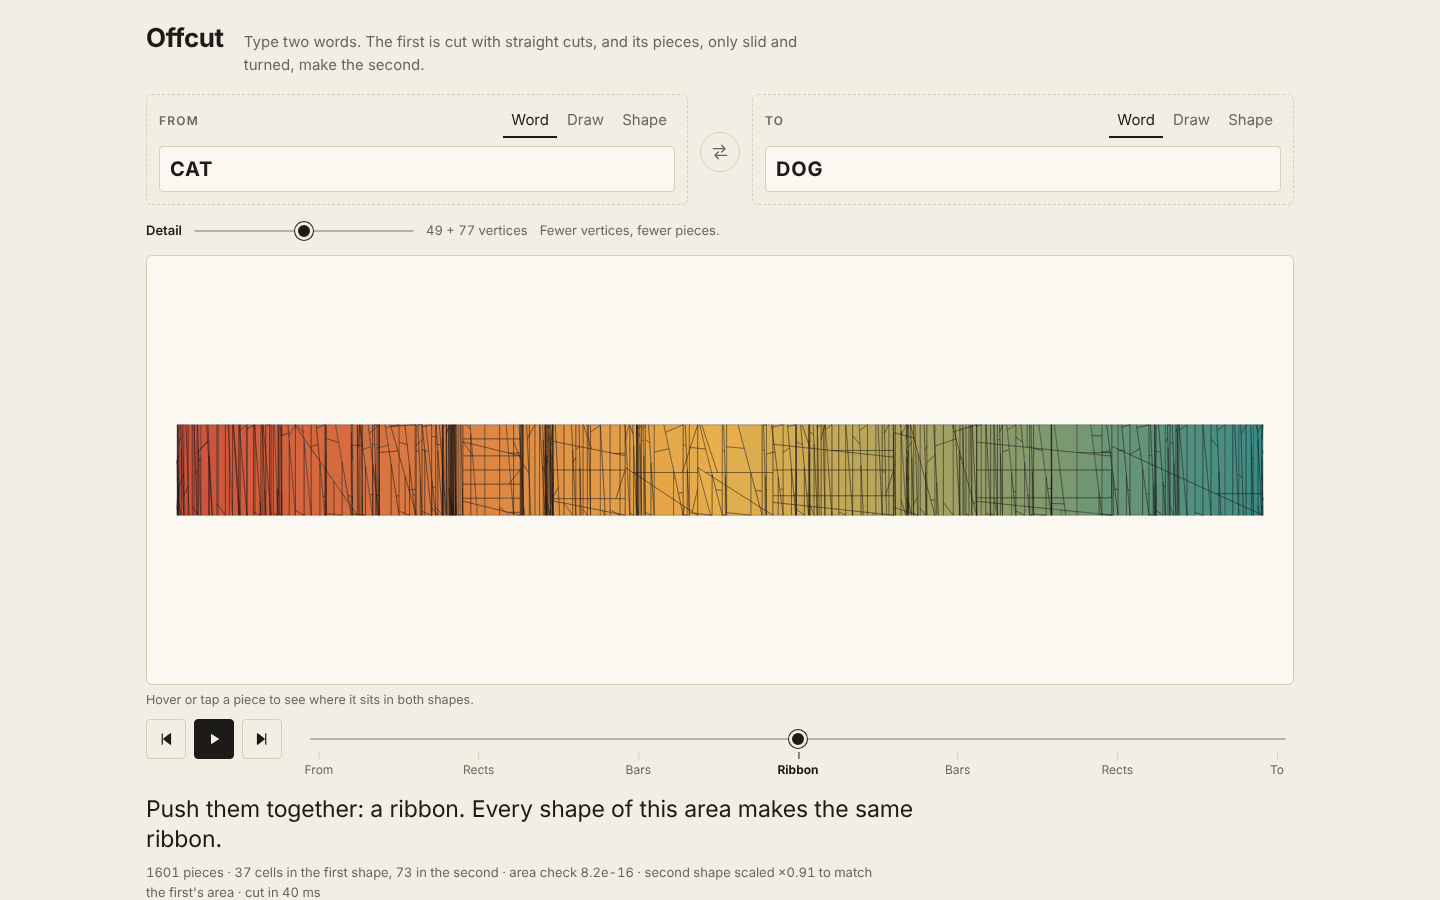 Offcut
Type two words. The first is cut with straight cuts, and its pieces, only slid and
turned, make the second.
FROM
Word Draw Shape
CAT
TO
Word Draw Shape
DOG
Detail 49 + 77 vertices Fewer vertices, fewer pieces.
Hover or tap a piece to see where it sits in both shapes.
From Rects Bars Ribbon Bars Rects To
Push them together: a ribbon. Every shape of this area makes the same
ribbon.
1601 pieces · 37 cells in the first shape, 73 in the second · area check 8.2e-16 · second shape scaled ×0.91 to match
the first's area · cut in 40 ms